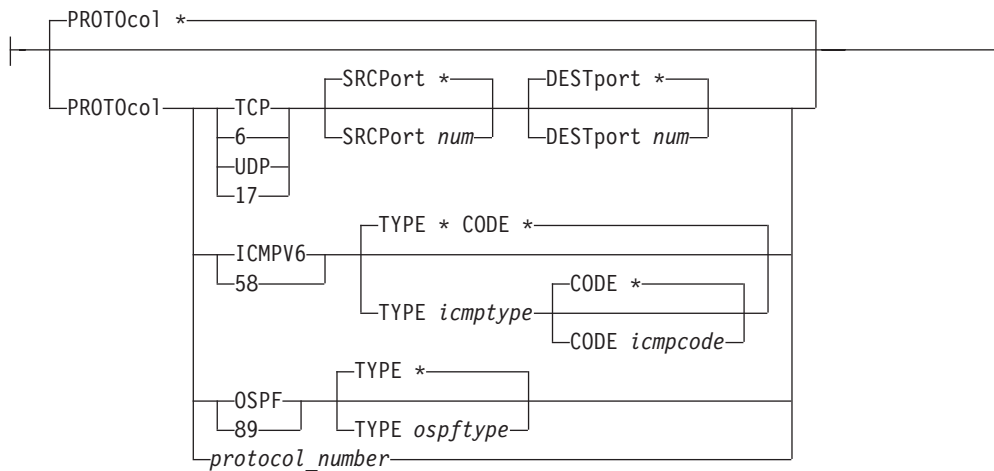 PROTOcol *
PROTOcol TCP SRCPort * DESTport *
6 SRCPort num DESTport num
UDP
17
ICMPV6 TYPE * CODE *
58 TYPE icmptype CODE *
CODE icmpcode
OSPF TYPE *
89 TYPE ospftype
protocol_number